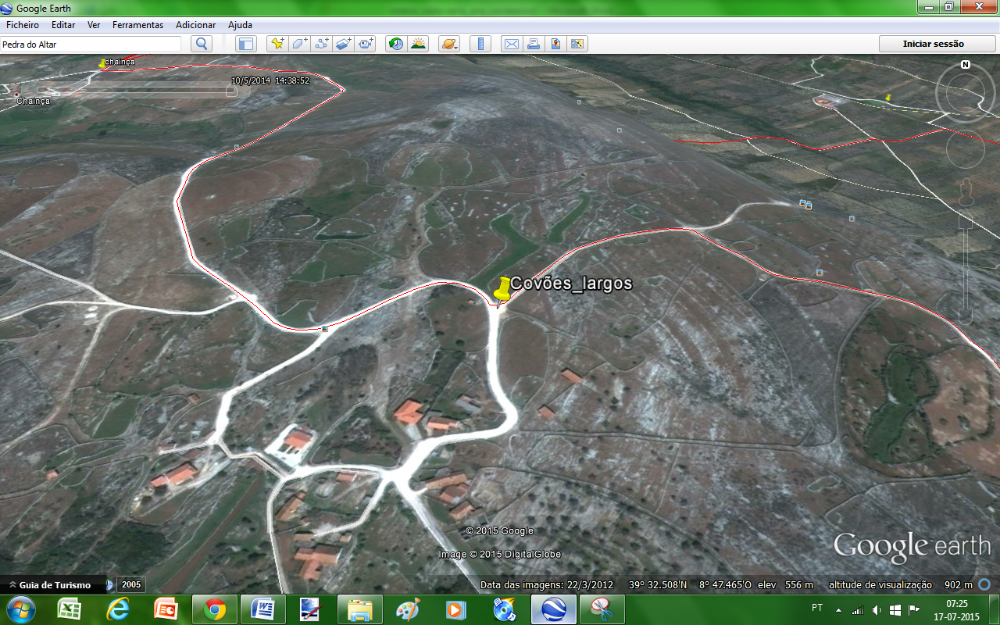 Google Earth
Ficheiro Editar Ver Ferramentas Adicionar Ajuda
Pedra do Altar
Iniciar sessão
chainça
10/5/2014 14:38:52
Chainça
N
Covões_largos
© 2015 Google
Image © 2015 DigitalGlobe
Google earth
Guia de Turismo
2005
Data das imagens: 22/3/2012 39º 32.508'N 8º 47.465'O elev 556 m altitude de visualização 902 m
PT
07:25
17-07-2015